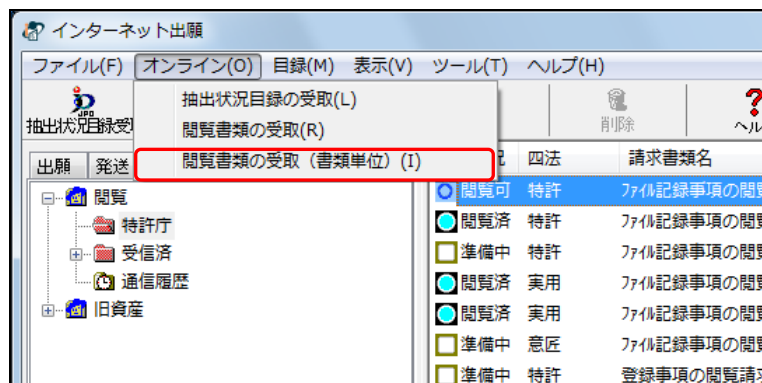 インターネット出願
ファイル(F) オンライン(O) 目録(M) 表示(V) ツール(T) ヘルプ(H)
抽出状況目録の受取(L)
閲覧書類の受取(R)
閲覧書類の受取（書類単位）(I)
JPO
抽出状況目録受
削除
ヘル
出願 発送
四法 請求書類名
閲覧
特許庁
受信済
通信履歴
旧資産
閲覧可 特許 ファイル記録事項の閲覧
閲覧済 特許 ファイル記録事項の閲覧
準備中 特許 ファイル記録事項の閲覧
閲覧済 実用 ファイル記録事項の閲覧
閲覧済 実用 ファイル記録事項の閲覧
準備中 意匠 ファイル記録事項の閲覧
準備中 特許 登録事項の閲覧請求